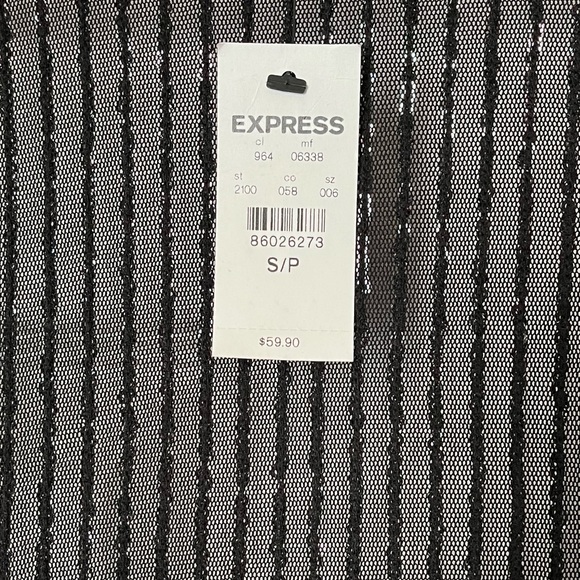 EXPRESS
cl mf
964 06338
st co sz
2100 058 006
86026273
S/P
$59.90